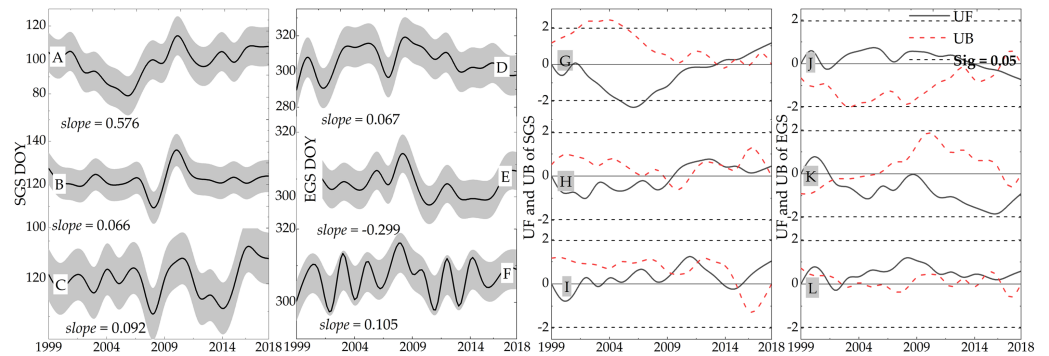 SGS DOY
120
100
80
A
slope = 0.576
140
120
100
B
slope = 0.066
120
C
slope = 0.092
1999
2004
2009
2014
2018
EGS DOY
320
300
280
D
slope = 0.067
320
300
E
slope = -0.299
320
300
F
slope = 0.105
1999
2004
2009
2014
2018
UF and UB of SGS
2
0
-2
G
2
0
-2
H
2
0
-2
I
1999
2004
2009
2014
2018
UF and UB of EGS
2
0
-2
J
UF
UB
Sig = 0.05
2
0
-2
K
2
0
-2
L
1999
2004
2009
2014
2018